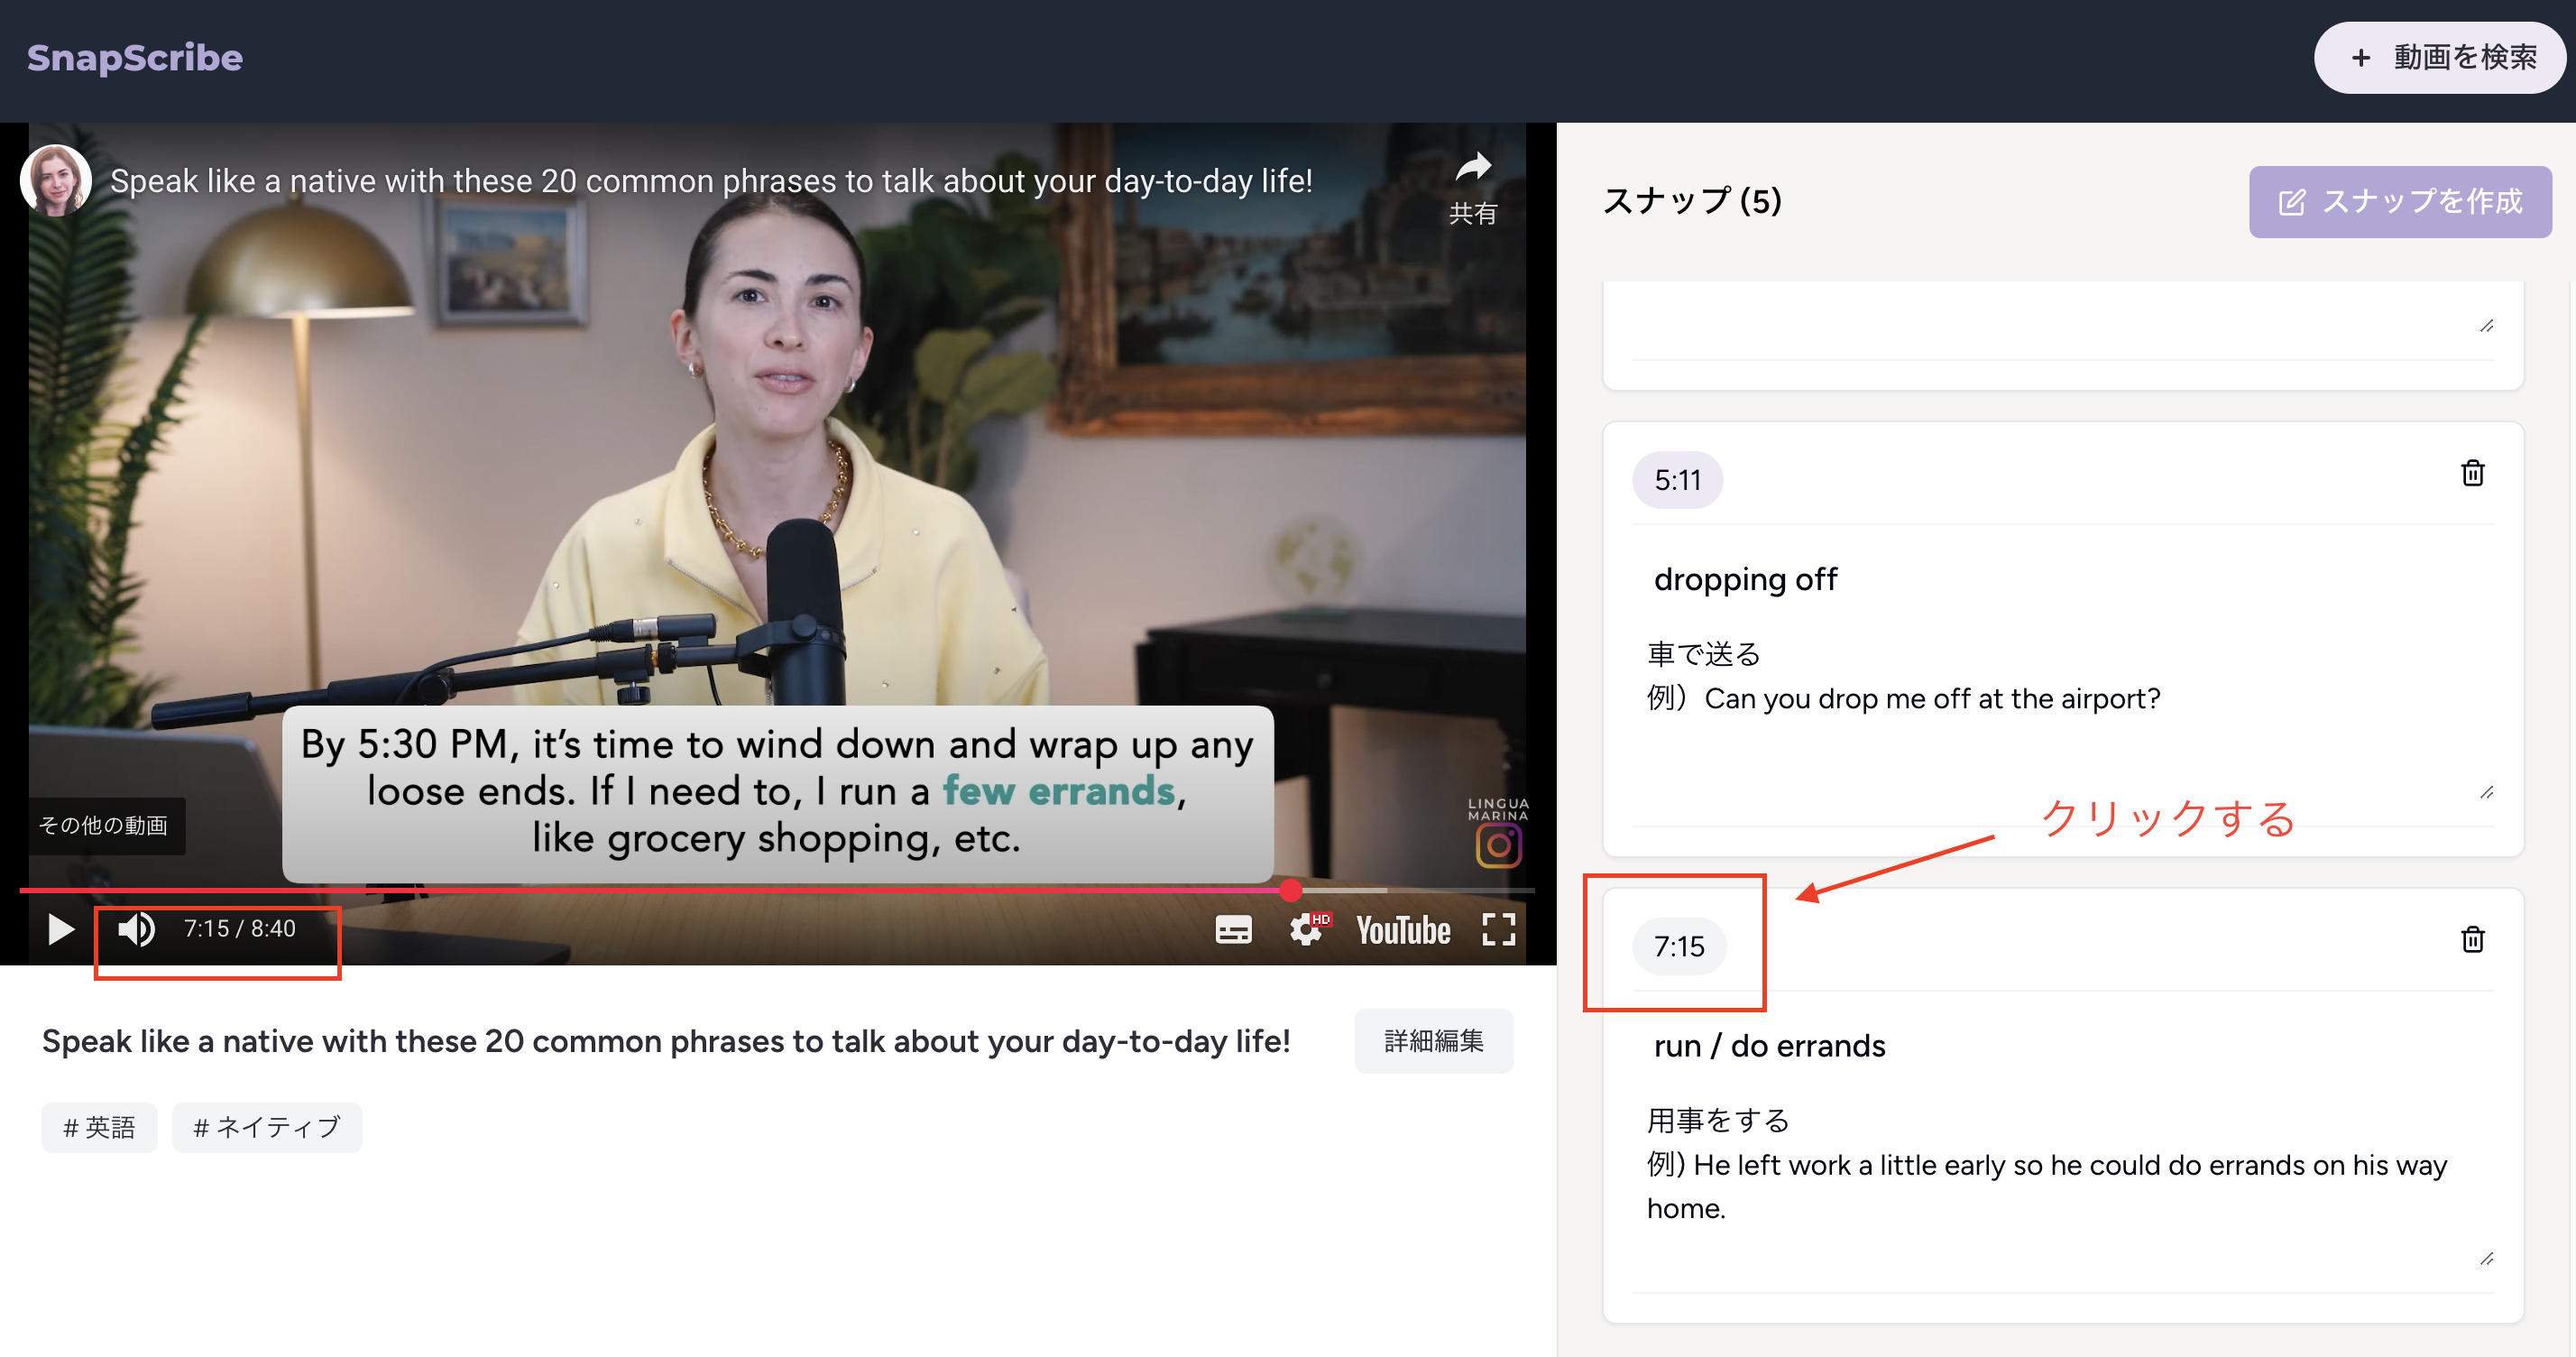 SnapScribe
+ 動画を検索
Speak like a native with these 20 common phrases to talk about your day-to-day life!
共有
By 5:30 PM, it's time to wind down and wrap up any
loose ends. If I need to, I run a few errands,
like grocery shopping, etc.
その他の動画
LINGUA
MARINA
7:15 / 8:40
HD
YouTube
Speak like a native with these 20 common phrases to talk about your day-to-day life!
詳細編集
# 英語
# ネイティブ
スナップ (5)
スナップを作成
5:11
dropping off
車で送る
例）Can you drop me off at the airport?
クリックする
7:15
run / do errands
用事をする
例) He left work a little early so he could do errands on his way
home.